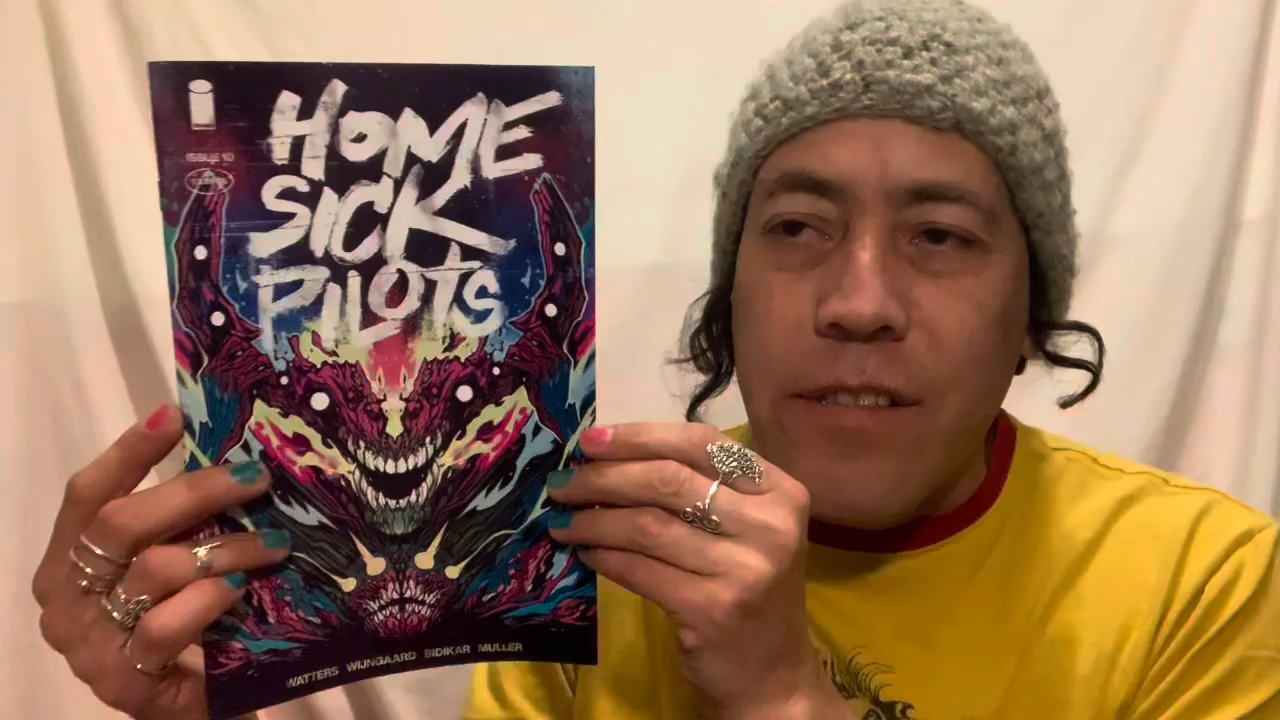 ISSUE 10
HOME
SICK
PILOTS
WATTERS WIJNGAARD BIDIKAR MULLER